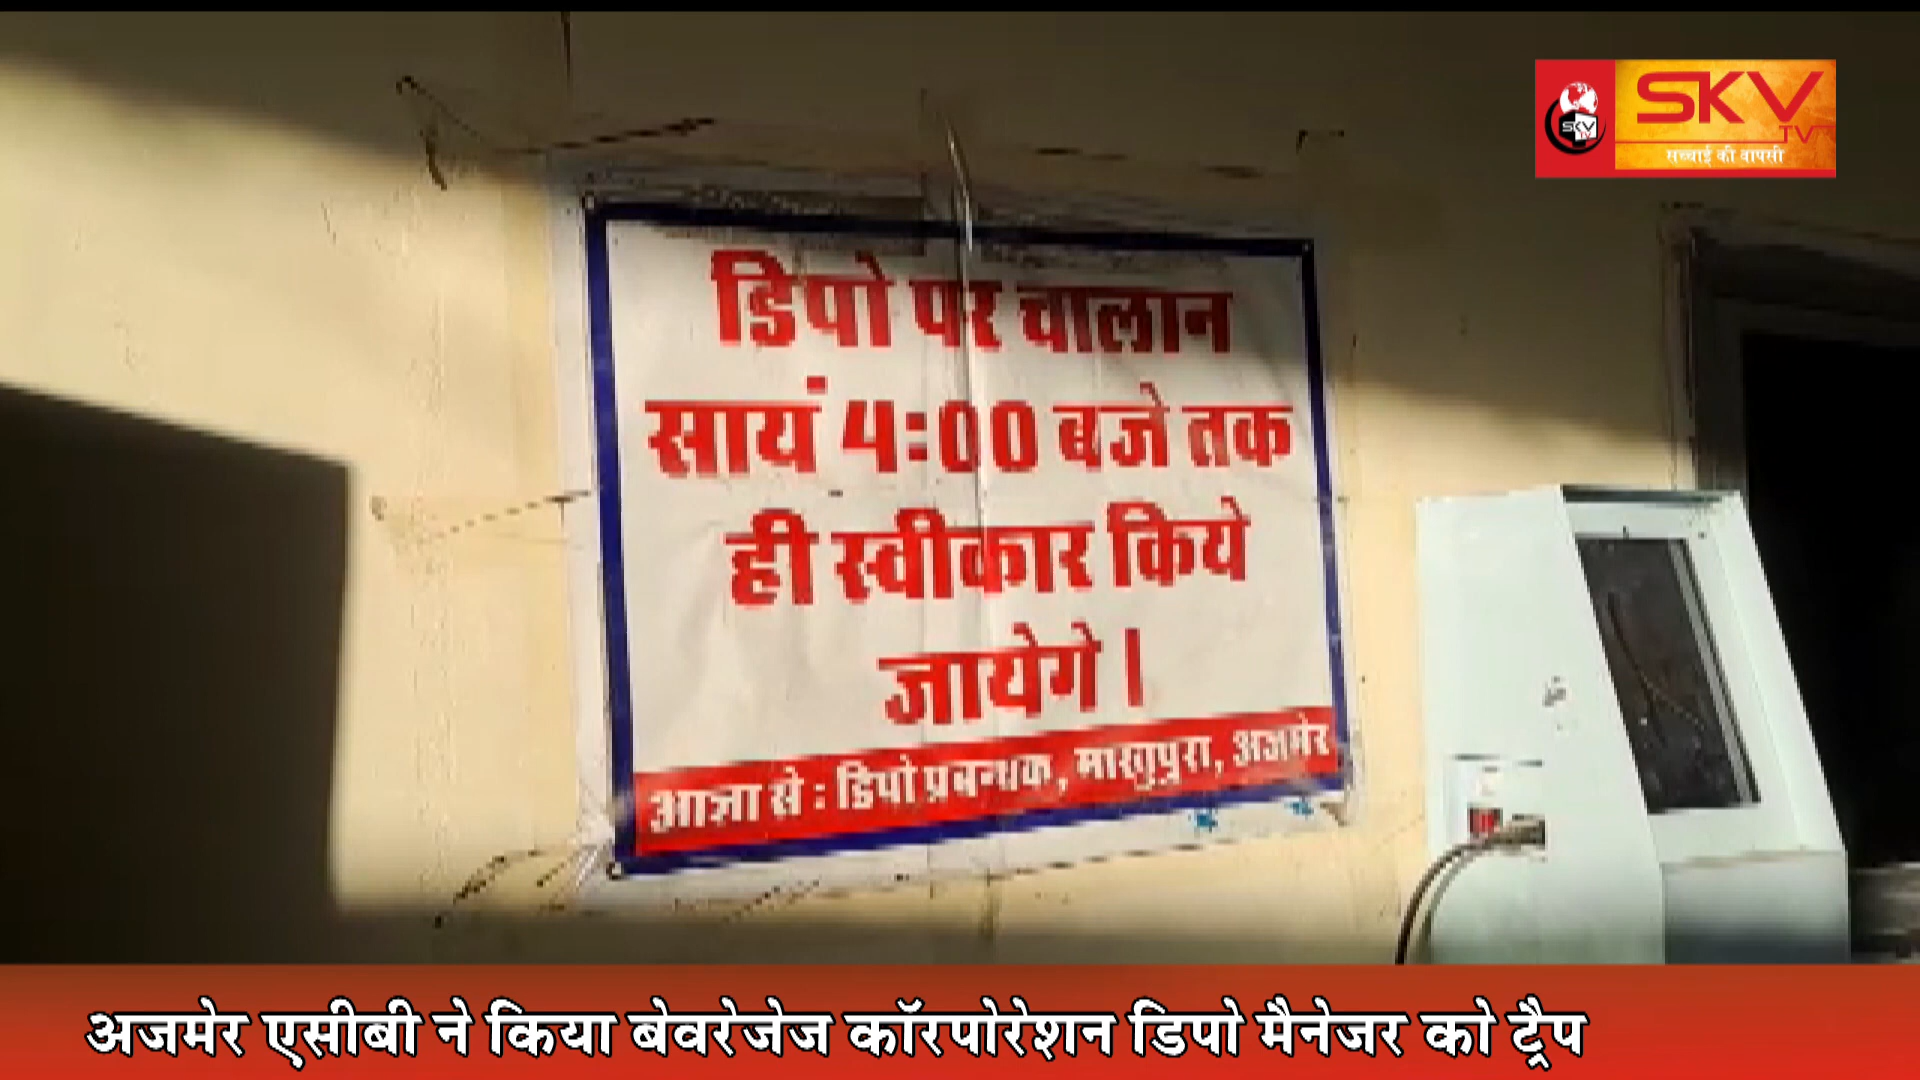 SKV
TV
SKV
सच्चाई की वापसी
डिपो पर चालान
सायं 4:00 बजे तक
ही स्वीकार किये
जायेगे।
आज्ञा से : डिपो प्रबन्धक, माखुपुरा, अजमेर
अजमेर एसीबी ने किया बेवरेजेज कॉरपोरेशन डिपो मैनेजर को ट्रैप